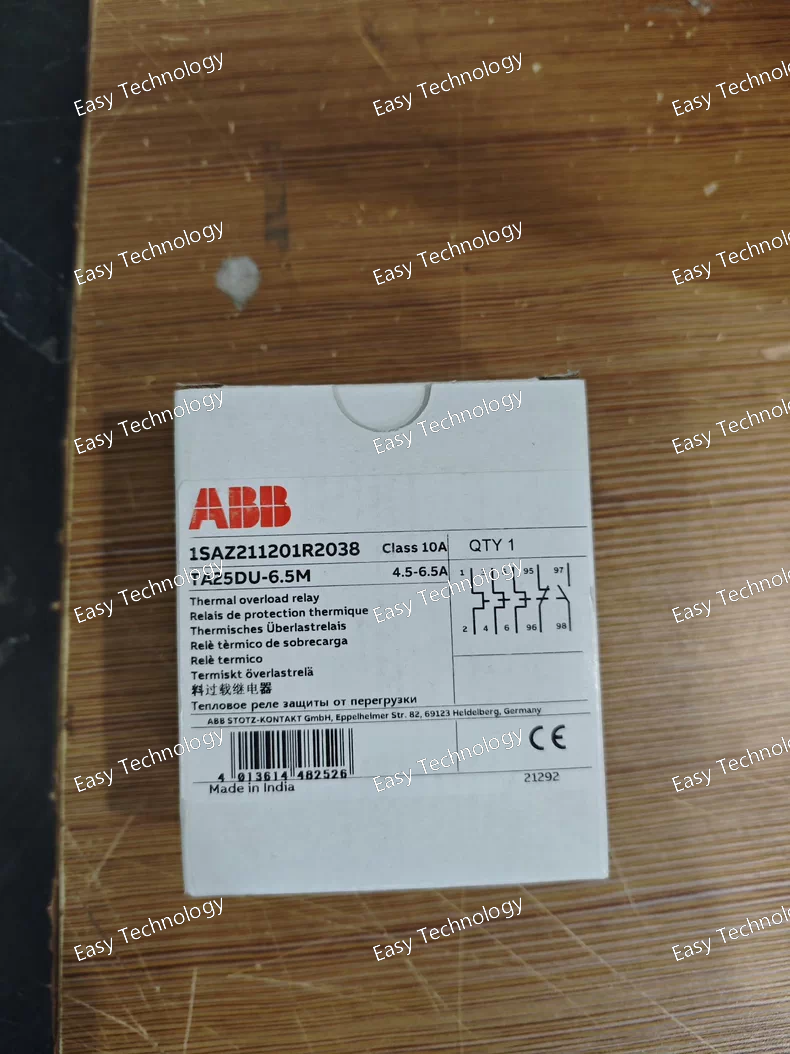 Easy Technology Easy Technology Easy Technology
Easy Technology Easy Technology Easy Technology
Easy Technology Easy Technology Easy Technology
ABB
1SAZ211201R2038 Class 10A QTY 1
TA25DU-6.5M 4.5-6.5A
1 3 5 95 97
2 4 6 96 98
Easy Technology Easy Technology Easy Technology
Thermal overload relay
Relais de protection thermique
Thermisches Überlastrelais
Relè tèrmico de sobrecarga
Relè termico
Termiskt överlastrelä
料过载继电器
Тепловое реле защиты от перегрузки
ABB STOTZ-KONTAKT GmbH, Eppelheimer Str. 82, 69123 Heidelberg, Germany
CE
Easy Technology Easy Technology Easy Technology
4 013614 482526
Made in India 21292
Easy Technology Easy Technology Easy Technology